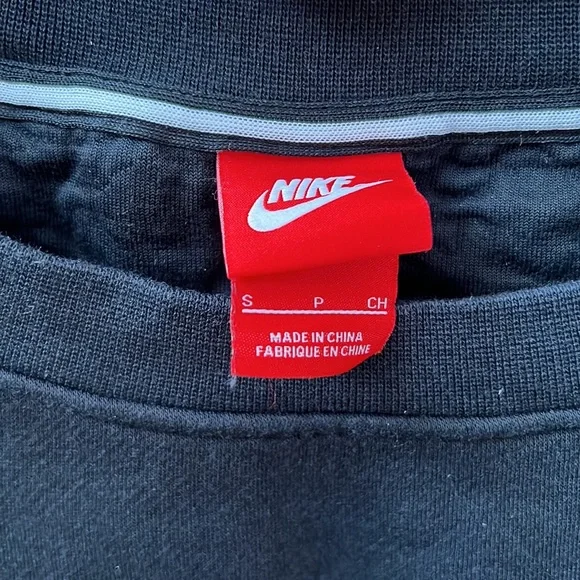 NIKE
S P CH
MADE IN CHINA
FABRIQUE EN CHINE